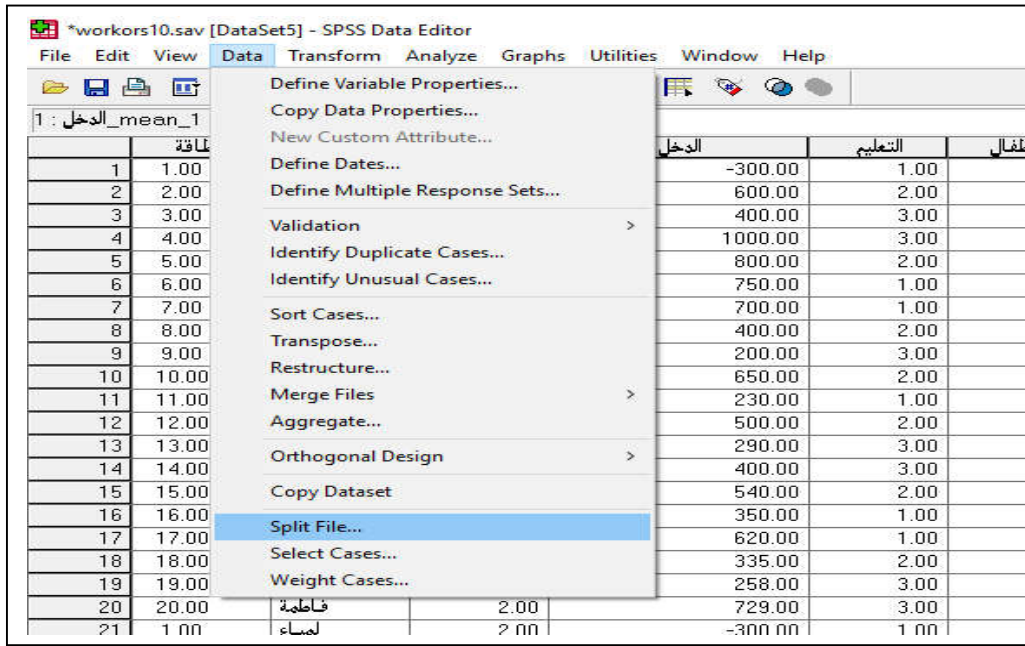 *workors10.sav [DataSet5] - SPSS Data Editor
File Edit View Data Transform Analyze Graphs Utilities Window Help
1 : الدخل_mean_1
Define Variable Properties...
Copy Data Properties...
New Custom Attribute...
Define Dates...
Define Multiple Response Sets...
Validation >
Identify Duplicate Cases...
Identify Unusual Cases...
Sort Cases...
Transpose...
Restructure...
Merge Files >
Aggregate...
Orthogonal Design >
Copy Dataset
Split File...
Select Cases...
Weight Cases...
الدخل التعليم
1 1.00 -300.00 1.00
2 2.00 600.00 2.00
3 3.00 400.00 3.00
4 4.00 1000.00 3.00
5 5.00 800.00 2.00
6 6.00 750.00 1.00
7 7.00 700.00 1.00
8 8.00 400.00 2.00
9 9.00 200.00 3.00
10 10.00 650.00 2.00
11 11.00 230.00 1.00
12 12.00 500.00 2.00
13 13.00 290.00 3.00
14 14.00 400.00 3.00
15 15.00 540.00 2.00
16 16.00 350.00 1.00
17 17.00 620.00 1.00
18 18.00 335.00 2.00
19 19.00 258.00 3.00
20 20.00 فاطمة 2.00 729.00 3.00
21 1.00 لمياء 2.00 -300.00 1.00